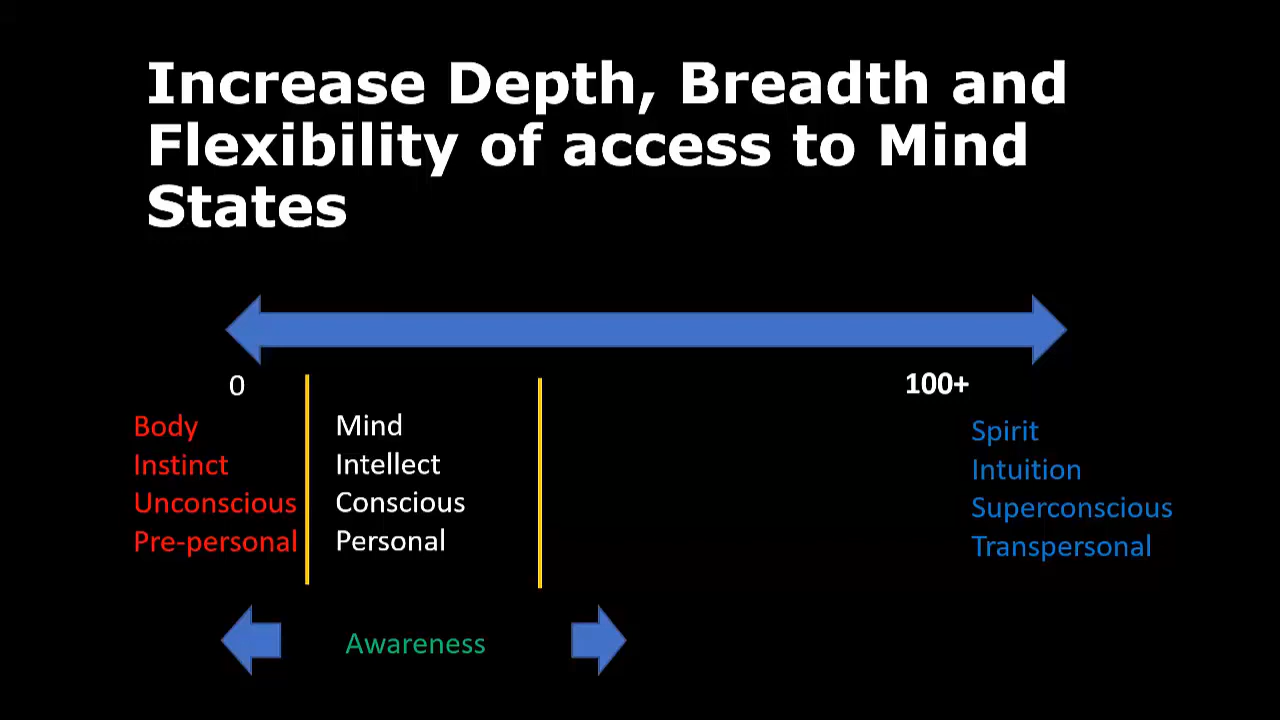 Increase Depth, Breadth and
Flexibility of access to Mind
States
0
100+
Body
Instinct
Unconscious
Pre-personal
Mind
Intellect
Conscious
Personal
Spirit
Intuition
Superconscious
Transpersonal
Awareness